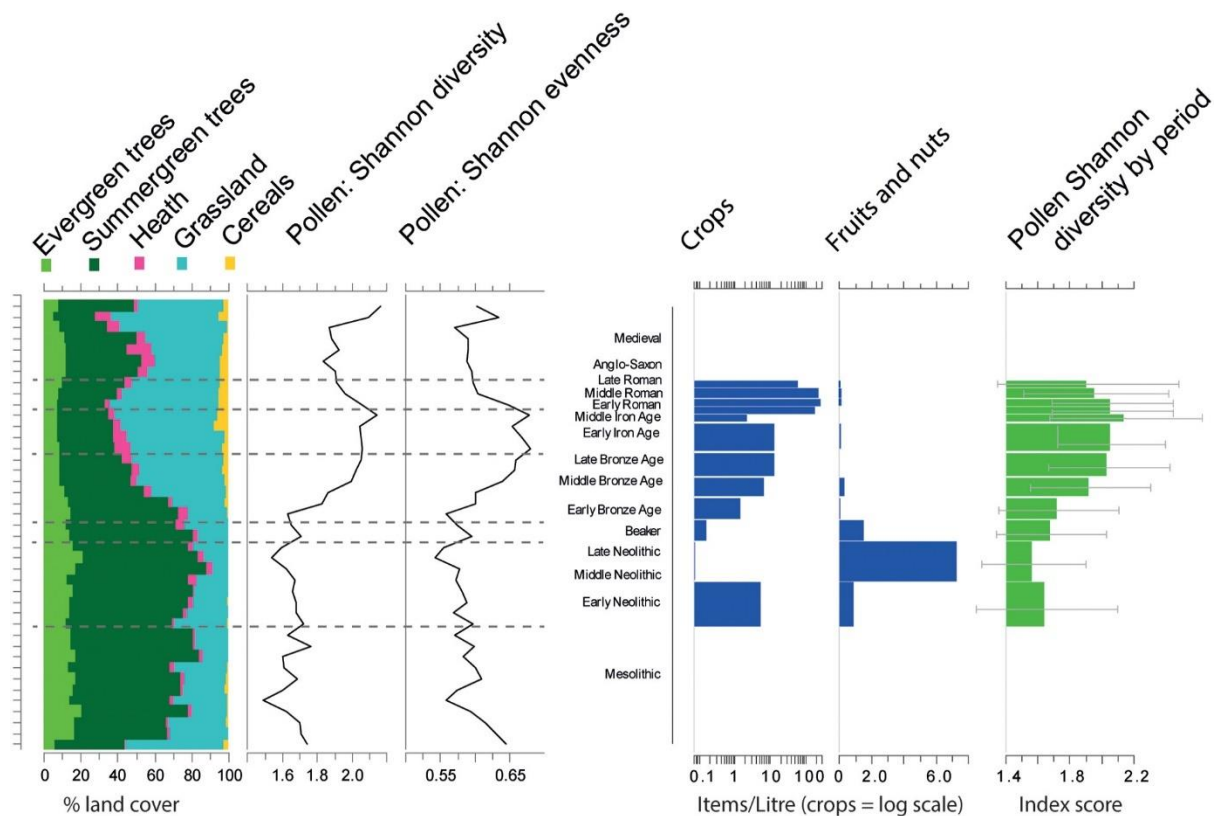 Evergreen trees
Summergreen trees
Heath
Grassland
Cereals
Pollen: Shannon diversity
Pollen: Shannon evenness
Crops
Fruits and nuts
Pollen Shannon
diversity by period
Medieval
Anglo-Saxon
Late Roman
Middle Roman
Early Roman
Middle Iron Age
Early Iron Age
Late Bronze Age
Middle Bronze Age
Early Bronze Age
Beaker
Late Neolithic
Middle Neolithic
Early Neolithic
Mesolithic
0 20 40 60 80 100
1.6 2.0
0.55 0.65
0.1 1 10 100
0 2.0 6.0
1.4 1.8 2.2
% land cover
Items/Litre (crops = log scale)
Index score